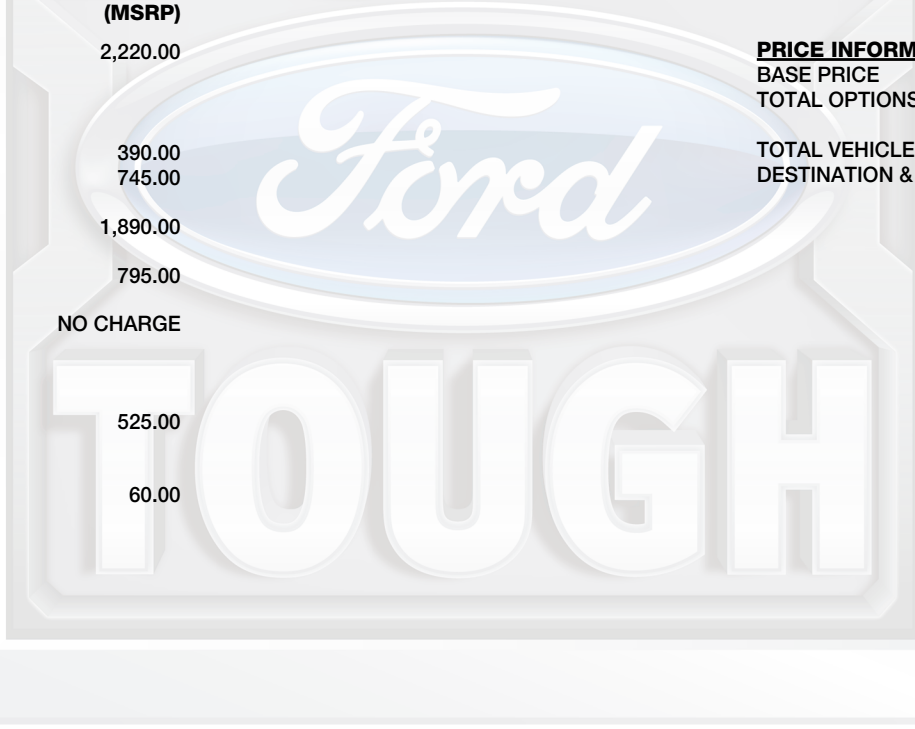 (MSRP)
2,220.00
390.00
745.00
1,890.00
795.00
NO CHARGE
525.00
60.00
PRICE INFORM
BASE PRICE
TOTAL OPTIONS
TOTAL VEHICLE
DESTINATION &
Ford
TOUGH